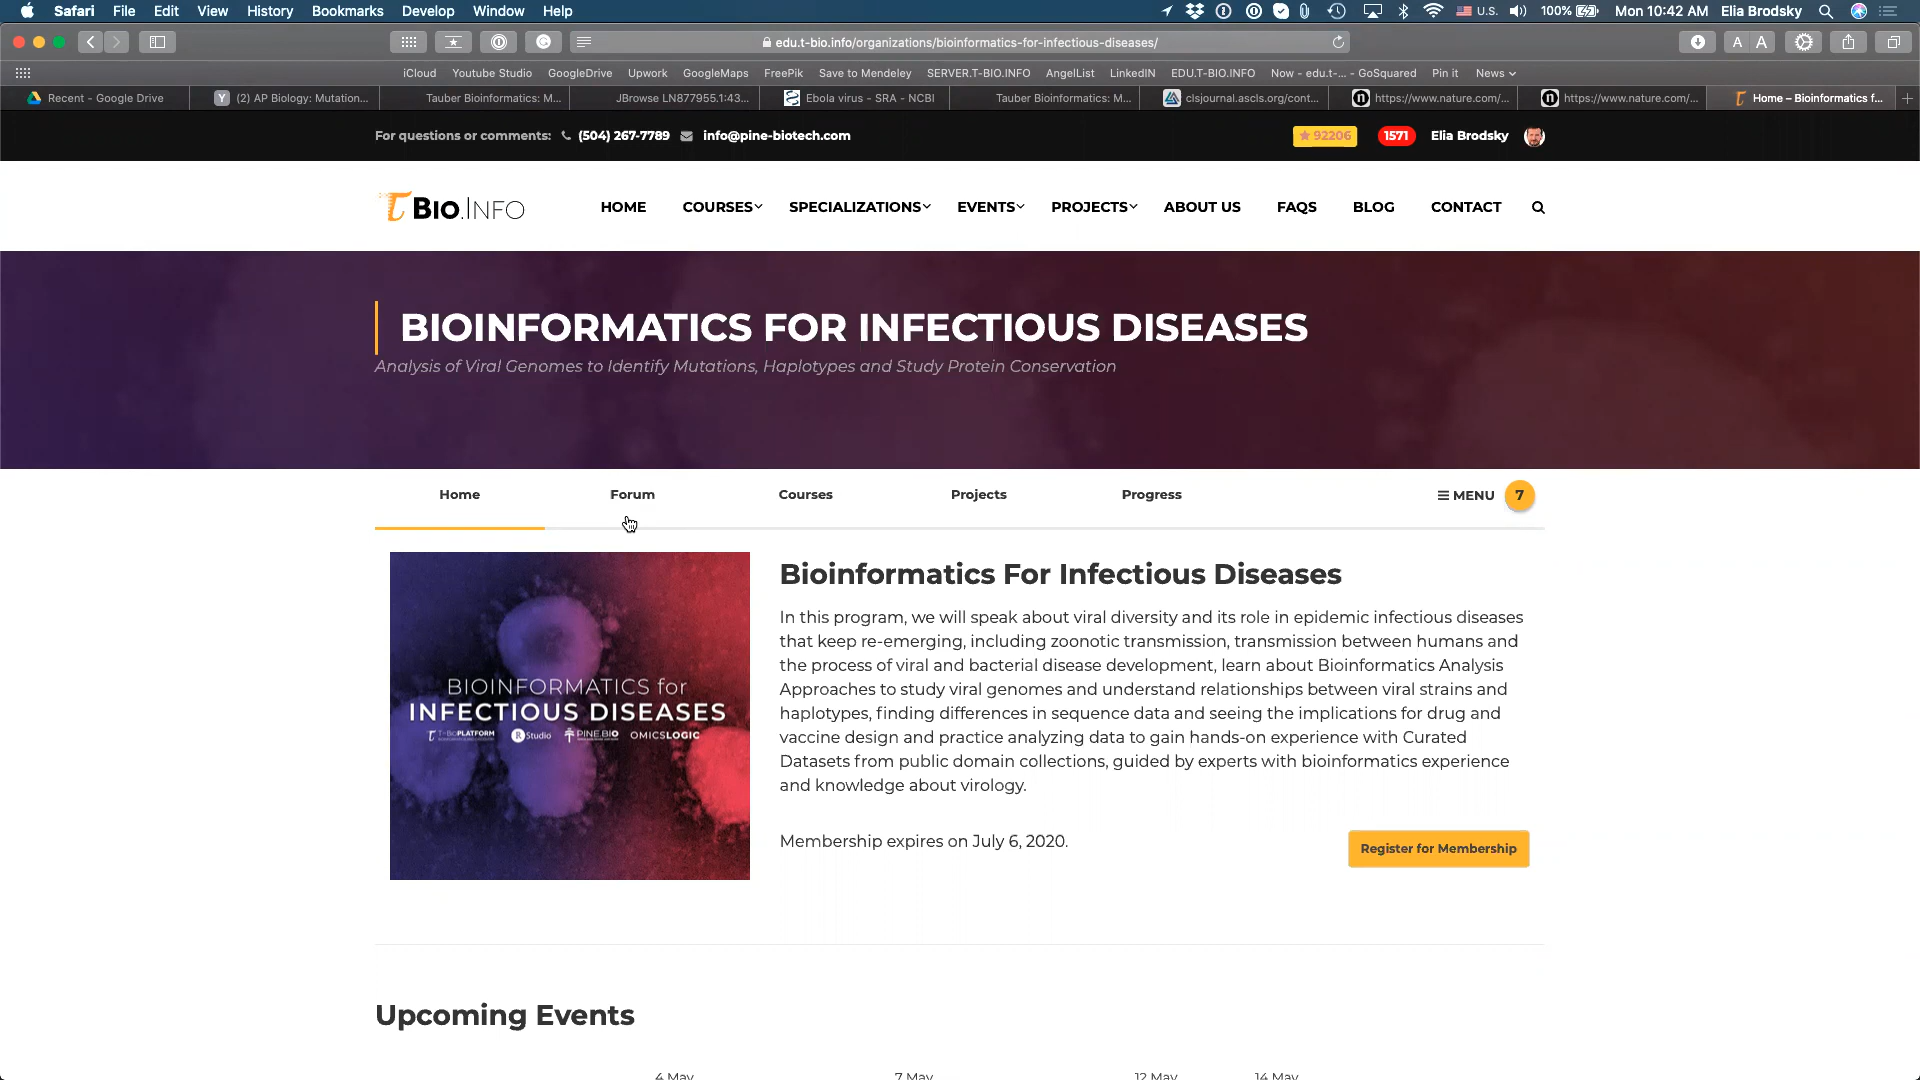 Safari File Edit View History Bookmarks Develop Window Help
U.S. 100% Mon 10:42 AM Elia Brodsky
edu.t-bio.info/organizations/bioinformatics-for-infectious-diseases/
A A
iCloud Youtube Studio GoogleDrive Upwork GoogleMaps FreePik Save to Mendeley SERVER.T-BIO.INFO AngelList LinkedIN EDU.T-BIO.INFO Now - edu.t-... - GoSquared Pin it News
Recent - Google Drive
Y (2) AP Biology: Mutation...
Tauber Bioinformatics: M...
JBrowse LN877955.1:43...
Ebola virus - SRA - NCBI
Tauber Bioinformatics: M...
clsjournal.ascls.org/cont...
n https://www.nature.com/...
n https://www.nature.com/...
Home – Bioinformatics f...
For questions or comments: (504) 267-7789 info@pine-biotech.com
92206 1571 Elia Brodsky
BIO.INFO
HOME COURSES SPECIALIZATIONS EVENTS PROJECTS ABOUT US FAQS BLOG CONTACT
BIOINFORMATICS FOR INFECTIOUS DISEASES
Analysis of Viral Genomes to Identify Mutations, Haplotypes and Study Protein Conservation
Home Forum Courses Projects Progress
MENU 7
BIOINFORMATICS for
INFECTIOUS DISEASES
T-BIOPLATFORM R Studio PINE.BIO OMICSLOGIC
Bioinformatics For Infectious Diseases
In this program, we will speak about viral diversity and its role in epidemic infectious diseases
that keep re-emerging, including zoonotic transmission, transmission between humans and
the process of viral and bacterial disease development, learn about Bioinformatics Analysis
Approaches to study viral genomes and understand relationships between viral strains and
haplotypes, finding differences in sequence data and seeing the implications for drug and
vaccine design and practice analyzing data to gain hands-on experience with Curated
Datasets from public domain collections, guided by experts with bioinformatics experience
and knowledge about virology.
Membership expires on July 6, 2020.
Register for Membership
Upcoming Events
4 May 7 May 12 May 14 May